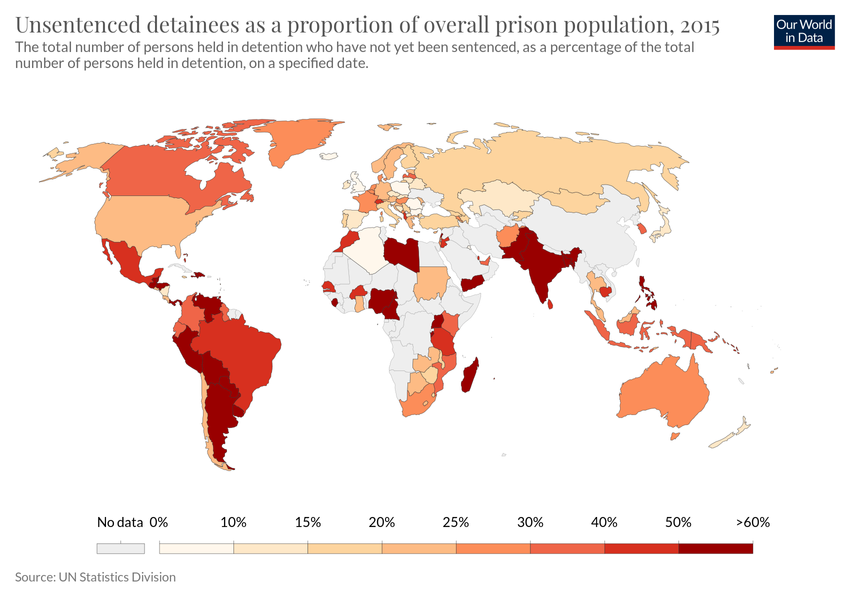 Unsentenced detainees as a proportion of overall prison population, 2015
Our World
in Data
The total number of persons held in detention who have not yet been sentenced, as a percentage of the total
number of persons held in detention, on a specified date.
No data 0% 10% 15% 20% 25% 30% 40% 50% >60%
Source: UN Statistics Division